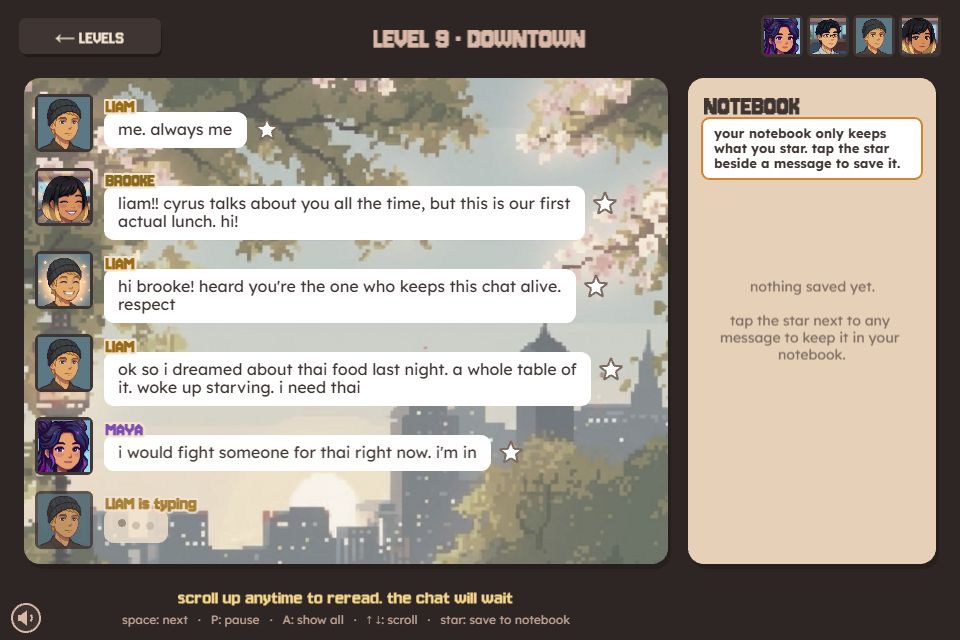 ← LEVELS
LEVEL 9 · DOWNTOWN
LIAM
me. always me
BROOKE
liam!! cyrus talks about you all the time, but this is our first
actual lunch. hi!
LIAM
hi brooke! heard you're the one who keeps this chat alive.
respect
LIAM
ok so i dreamed about thai food last night. a whole table of
it. woke up starving. i need thai
MAYA
i would fight someone for thai right now. i'm in
LIAM is typing
NOTEBOOK
your notebook only keeps
what you star. tap the star
beside a message to save it.
nothing saved yet.
tap the star next to any
message to keep it in your
notebook.
scroll up anytime to reread. the chat will wait
space: next · P: pause · A: show all · ↑↓: scroll · star: save to notebook